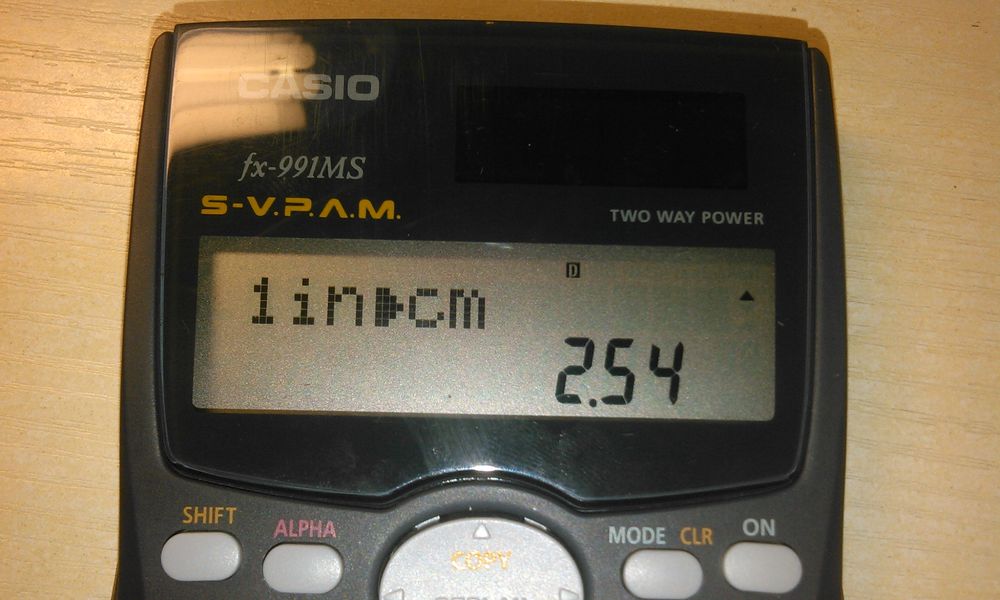 CASIO
fx-991MS
S-V.P.A.M.
TWO WAY POWER
D
1in▶cm
2.54
SHIFT
ALPHA
MODE CLR
ON
COPY